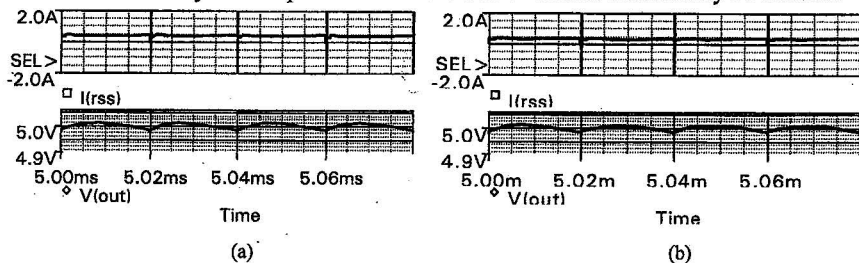 2.0A
SEL>
-2.0A
I(rss)
5.0V
4.9V
5.00ms 5.02ms 5.04ms 5.06ms
V(out)
Time
(a)
2.0A
SEL>
-2.0A
I(rss)
5.0V
4.9V
5.00m 5.02m 5.04m 5.06m
V(out)
Time
(b)